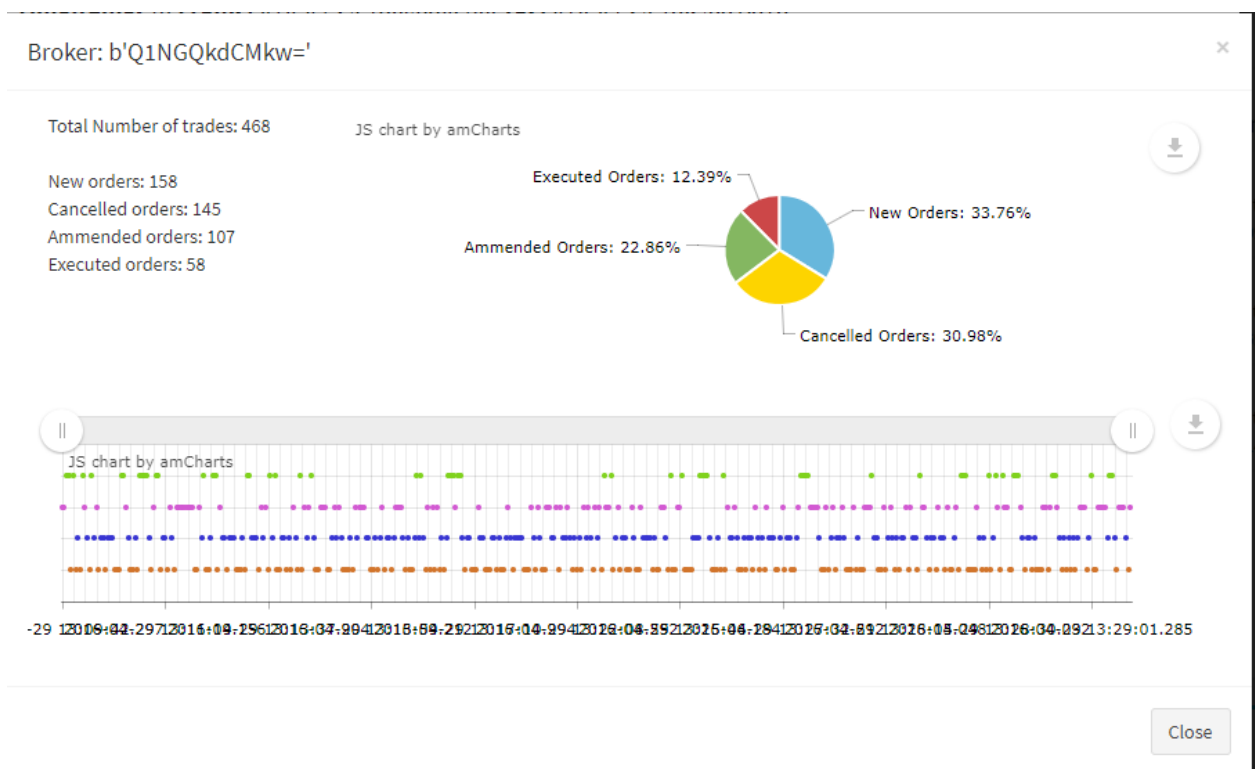 Broker: b'Q1NGQkdCMkw='
×
Total Number of trades: 468
JS chart by amCharts
New orders: 158
Cancelled orders: 145
Ammended orders: 107
Executed orders: 58
Executed Orders: 12.39%
New Orders: 33.76%
Ammended Orders: 22.86%
Cancelled Orders: 30.98%
JS chart by amCharts
-29 13:29:01.285
Close